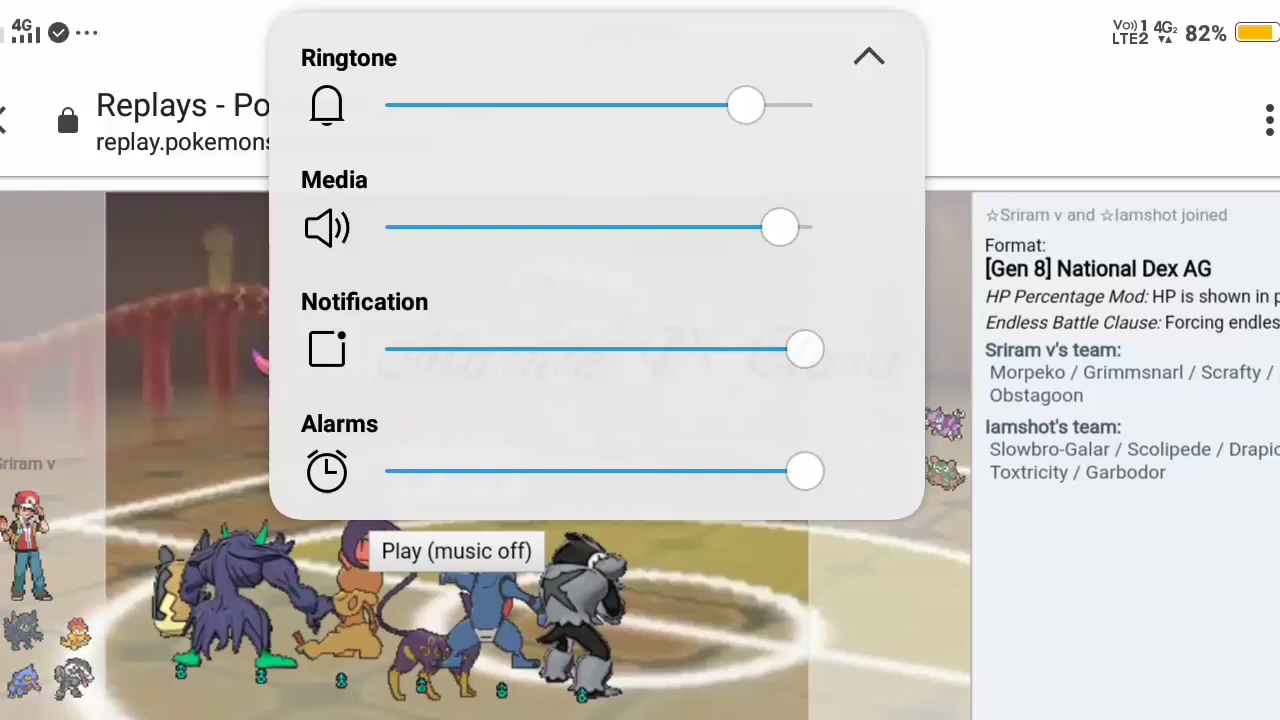 4G
Vo)) 1 4G2
LTE2
82%
Replays - Po
replay.pokemons
Ringtone
Media
Notification
Alarms
Play (music off)
Sriram v
☆Sriram v and ☆Iamshot joined
Format:
[Gen 8] National Dex AG
HP Percentage Mod: HP is shown in p
Endless Battle Clause: Forcing endles
Sriram v's team:
Morpeko / Grimmsnarl / Scrafty /
Obstagoon
Iamshot's team:
Slowbro-Galar / Scolipede / Drapio
Toxtricity / Garbodor